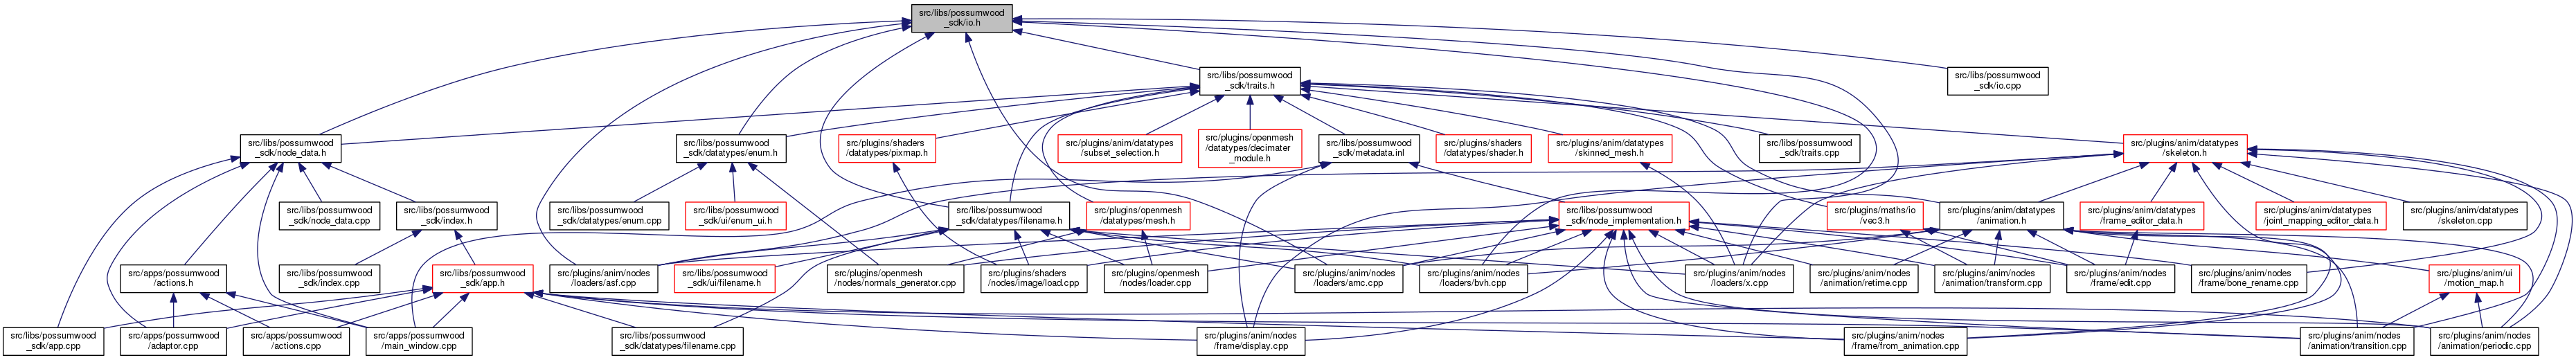 src/libs/possumwood
_sdk/io.h
src/libs/possumwood
_sdk/traits.h
src/libs/possumwood
_sdk/io.cpp
src/libs/possumwood
_sdk/node_data.h
src/libs/possumwood
_sdk/datatypes/enum.h
src/plugins/shaders
/datatypes/pixmap.h
src/plugins/anim/datatypes
/subset_selection.h
src/plugins/openmesh
/datatypes/decimater
_module.h
src/libs/possumwood
_sdk/metadata.inl
src/plugins/shaders
/datatypes/shader.h
src/plugins/anim/datatypes
/skinned_mesh.h
src/libs/possumwood
_sdk/traits.cpp
src/plugins/anim/datatypes
/skeleton.h
src/libs/possumwood
_sdk/node_data.cpp
src/libs/possumwood
_sdk/index.h
src/libs/possumwood
_sdk/datatypes/enum.cpp
src/libs/possumwood
_sdk/ui/enum_ui.h
src/libs/possumwood
_sdk/datatypes/filename.h
src/plugins/openmesh
/datatypes/mesh.h
src/libs/possumwood
_sdk/node_implementation.h
src/plugins/maths/io
/vec3.h
src/plugins/anim/datatypes
/animation.h
src/plugins/anim/datatypes
/frame_editor_data.h
src/plugins/anim/datatypes
/joint_mapping_editor_data.h
src/plugins/anim/datatypes
/skeleton.cpp
src/apps/possumwood
/actions.h
src/libs/possumwood
_sdk/index.cpp
src/libs/possumwood
_sdk/app.h
src/plugins/anim/nodes
/loaders/asf.cpp
src/libs/possumwood
_sdk/ui/filename.h
src/plugins/openmesh
/nodes/normals_generator.cpp
src/plugins/shaders
/nodes/image/load.cpp
src/plugins/openmesh
/nodes/loader.cpp
src/plugins/anim/nodes
/loaders/amc.cpp
src/plugins/anim/nodes
/loaders/bvh.cpp
src/plugins/anim/nodes
/loaders/x.cpp
src/plugins/anim/nodes
/animation/retime.cpp
src/plugins/anim/nodes
/animation/transform.cpp
src/plugins/anim/nodes
/frame/edit.cpp
src/plugins/anim/nodes
/frame/bone_rename.cpp
src/plugins/anim/ui
/motion_map.h
src/libs/possumwood
_sdk/app.cpp
src/apps/possumwood
/adaptor.cpp
src/apps/possumwood
/actions.cpp
src/apps/possumwood
/main_window.cpp
src/libs/possumwood
_sdk/datatypes/filename.cpp
src/plugins/anim/nodes
/frame/display.cpp
src/plugins/anim/nodes
/frame/from_animation.cpp
src/plugins/anim/nodes
/animation/transition.cpp
src/plugins/anim/nodes
/animation/periodic.cpp